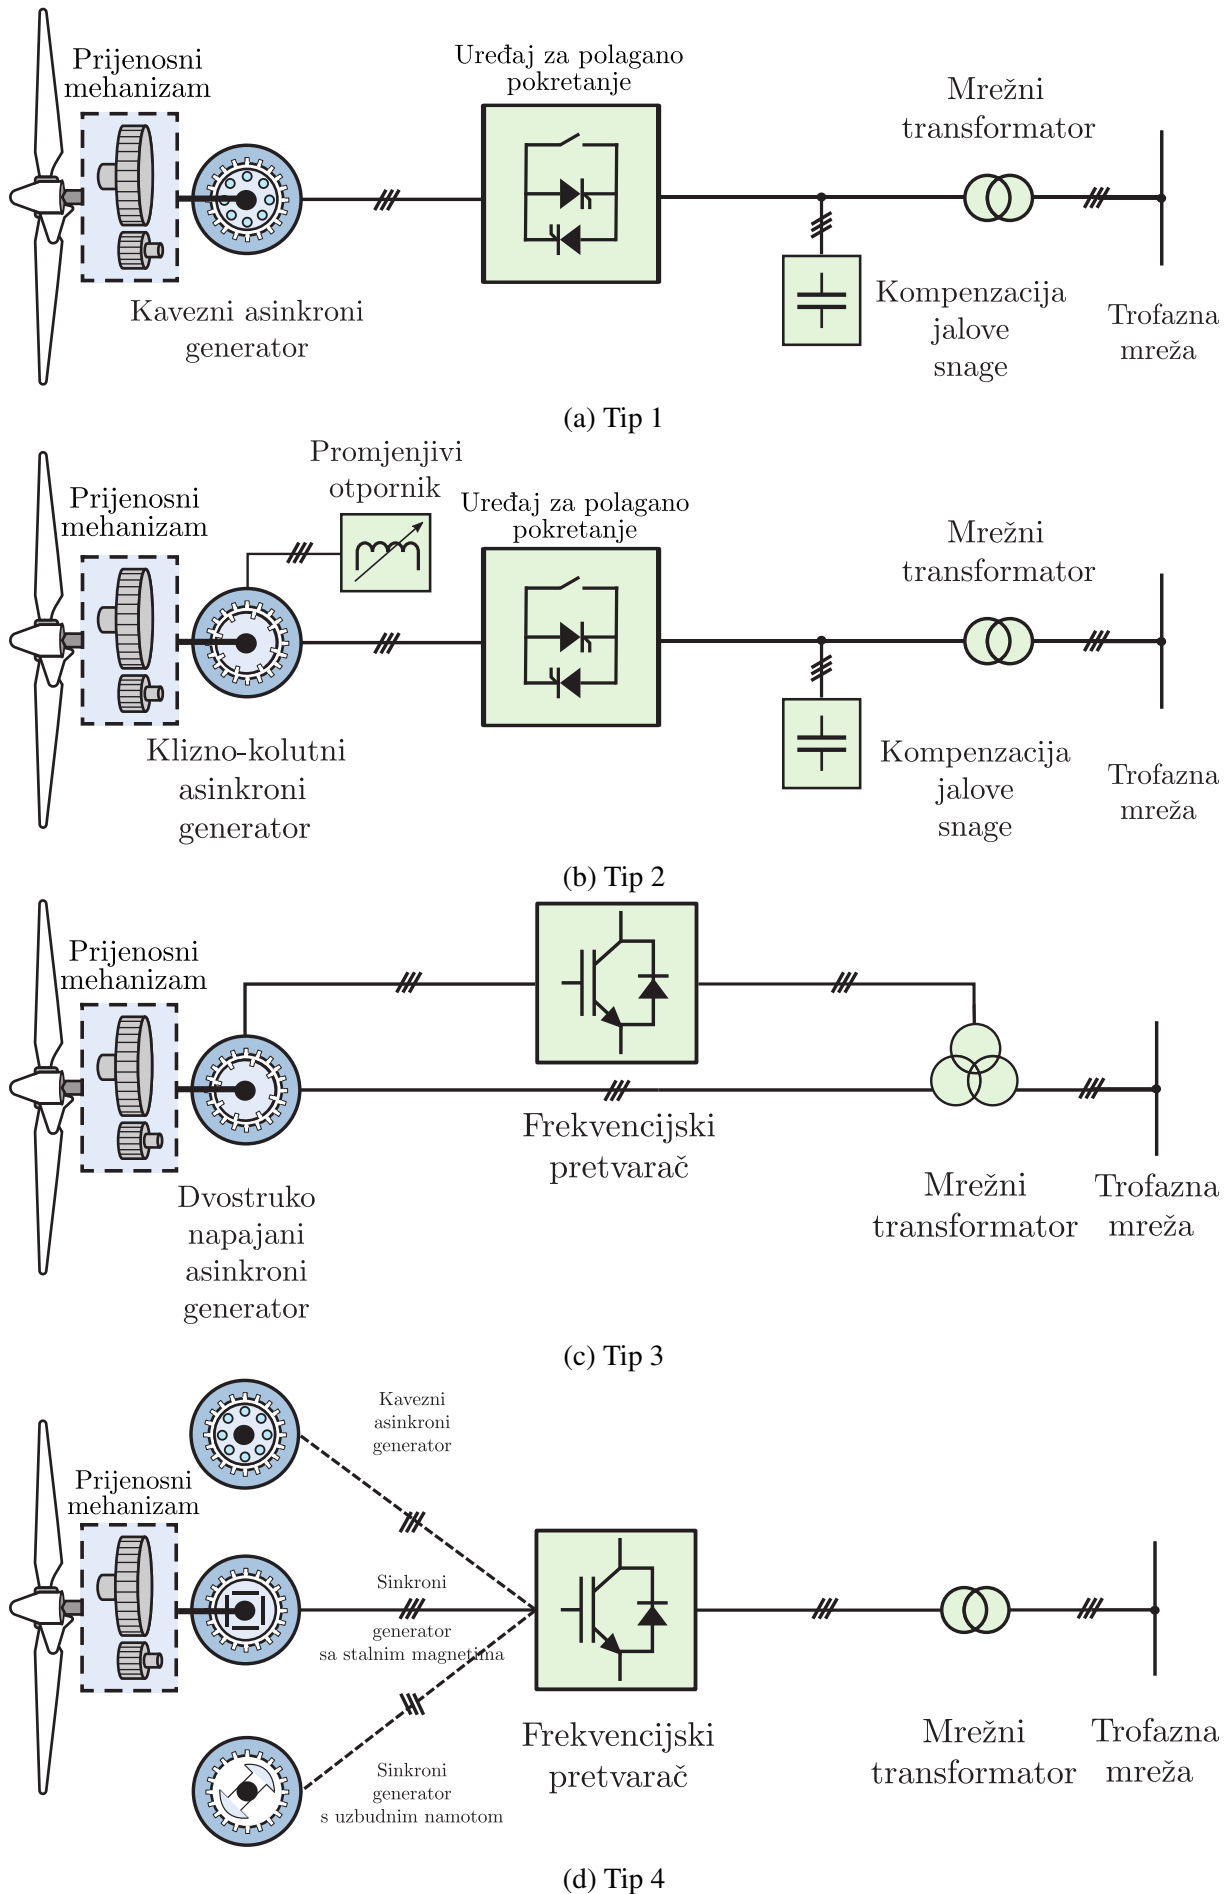 Prijenosni
mehanizam
Uređaj za polagano
pokretanje
Mrežni
transformator
Kavezni asinkroni
generator
Kompenzacija
jalove
snage
Trofazna
mreža
(a) Tip 1
Promjenjivi
otpornik
Prijenosni
mehanizam
Uređaj za polagano
pokretanje
Mrežni
transformator
Klizno-kolutni
asinkroni
generator
Kompenzacija
jalove
snage
Trofazna
mreža
(b) Tip 2
Prijenosni
mehanizam
Frekvencijski
pretvarač
Mrežni
transformator
Trofazna
mreža
Dvostruko
napajani
asinkroni
generator
(c) Tip 3
Kavezni
asinkroni
generator
Prijenosni
mehanizam
Sinkroni
generator
sa stalnim magnetima
Frekvencijski
pretvarač
Mrežni
transformator
Trofazna
mreža
Sinkroni
generator
s uzbudnim namotom
(d) Tip 4